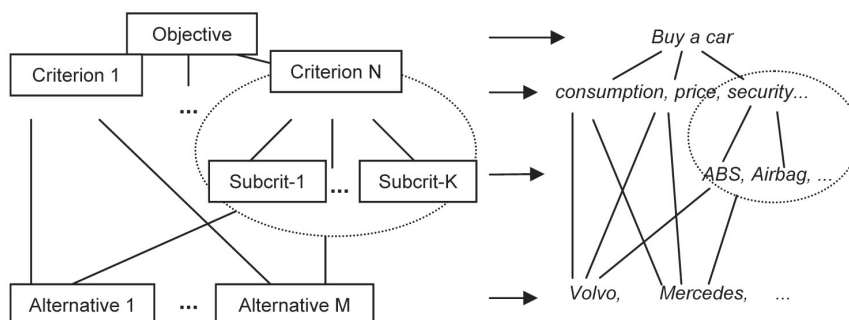 Objective
Buy a car
Criterion 1
Criterion N
consumption, price, security...
...
Subcrit-1
...
Subcrit-K
ABS, Airbag, ...
Alternative 1
...
Alternative M
Volvo, Mercedes, ...